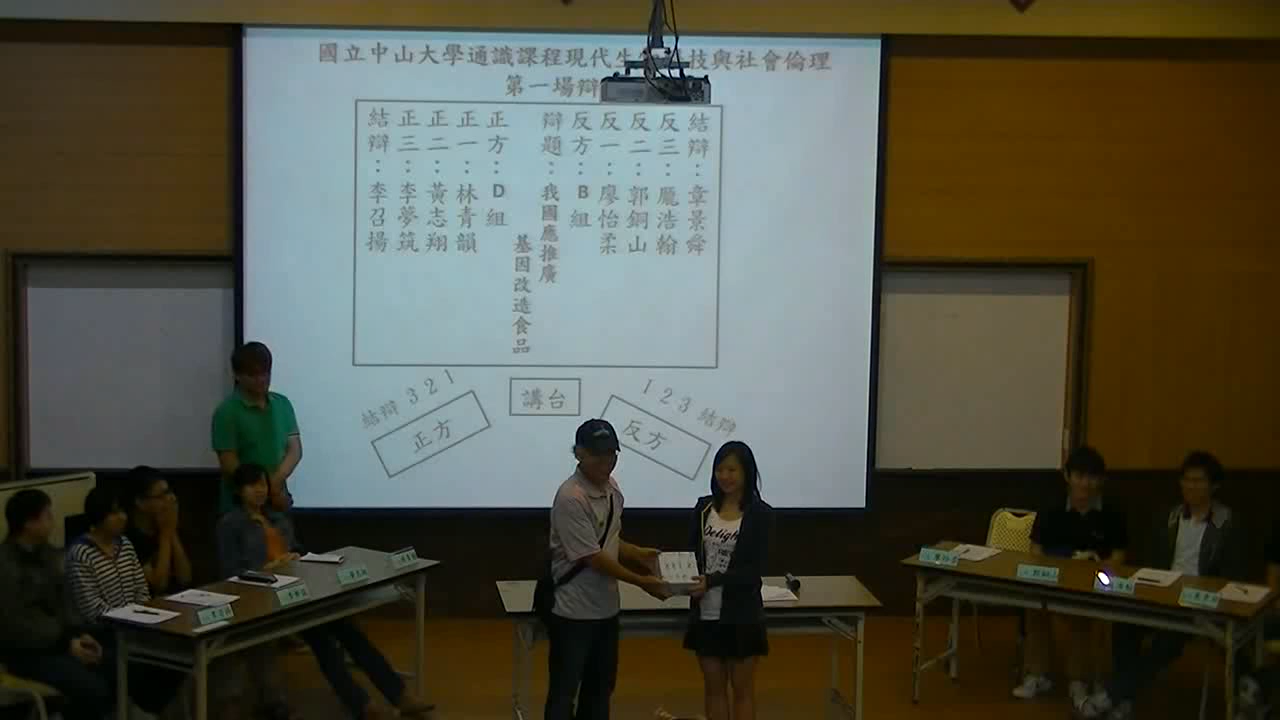 國立中山大學通識課程現代生 技與社會倫理
第一場辯
結辯：章景舜
反三：龐浩翰
反二：郭銅山
反一：廖怡柔
反方：B組
辯題：我國應推廣
基因改造食品
正方：D組
正一：林青韻
正二：黃志翔
正三：李夢筑
結辯：李召揚
結辯 3 2 1
講台
1 2 3 結辯
正方
反方
Delight